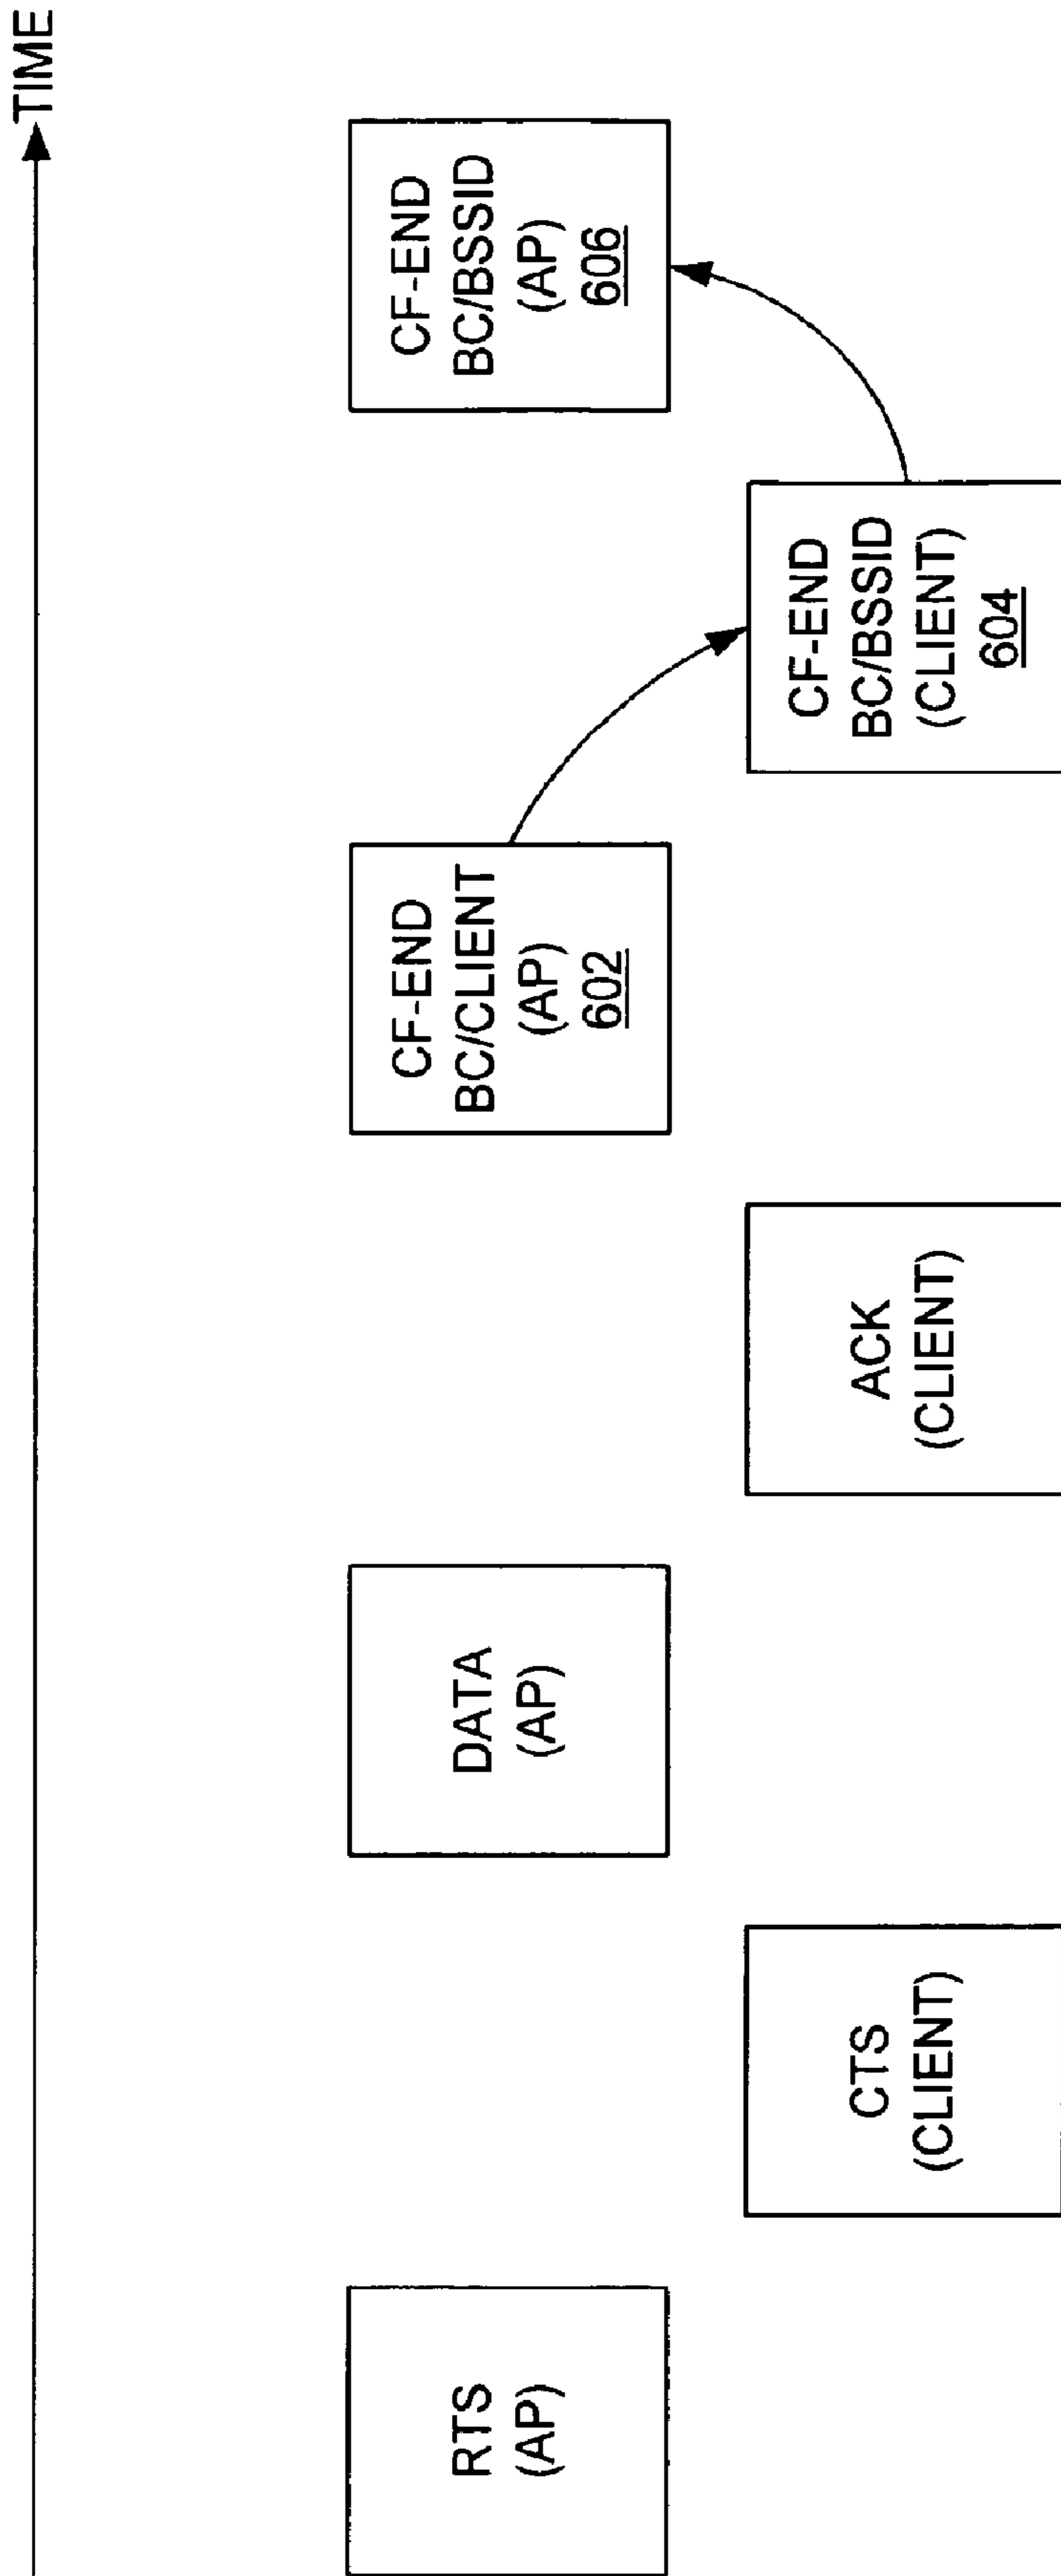 TIME
RTS
(AP)
CTS
(CLIENT)
DATA
(AP)
ACK
(CLIENT)
CF-END
BC/CLIENT
(AP)
602
CF-END
BC/BSSID
(CLIENT)
604
CF-END
BC/BSSID
(AP)
606